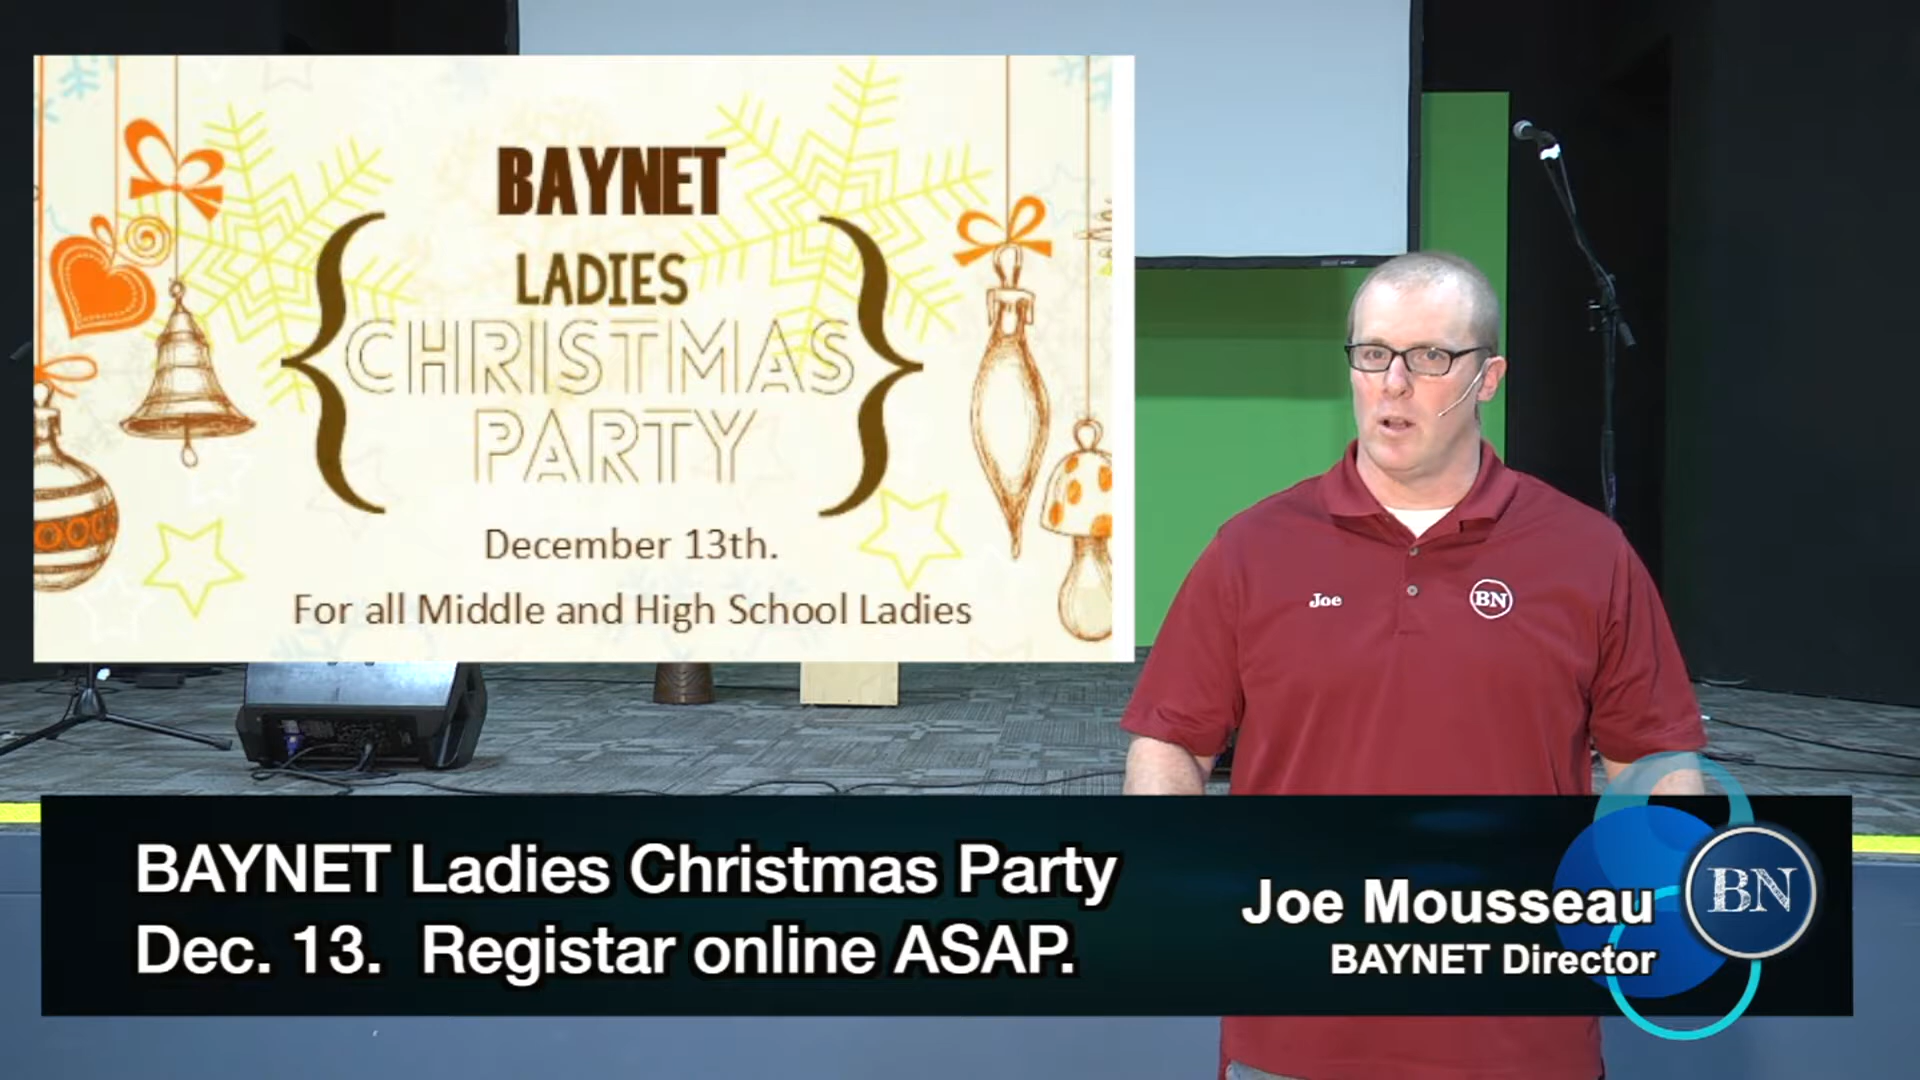 BAYNET
LADIES
CHRISTMAS
PARTY
December 13th.
For all Middle and High School Ladies
Joe
BN
BAYNET Ladies Christmas Party
Dec. 13. Registar online ASAP.
Joe Mousseau
BAYNET Director
BN